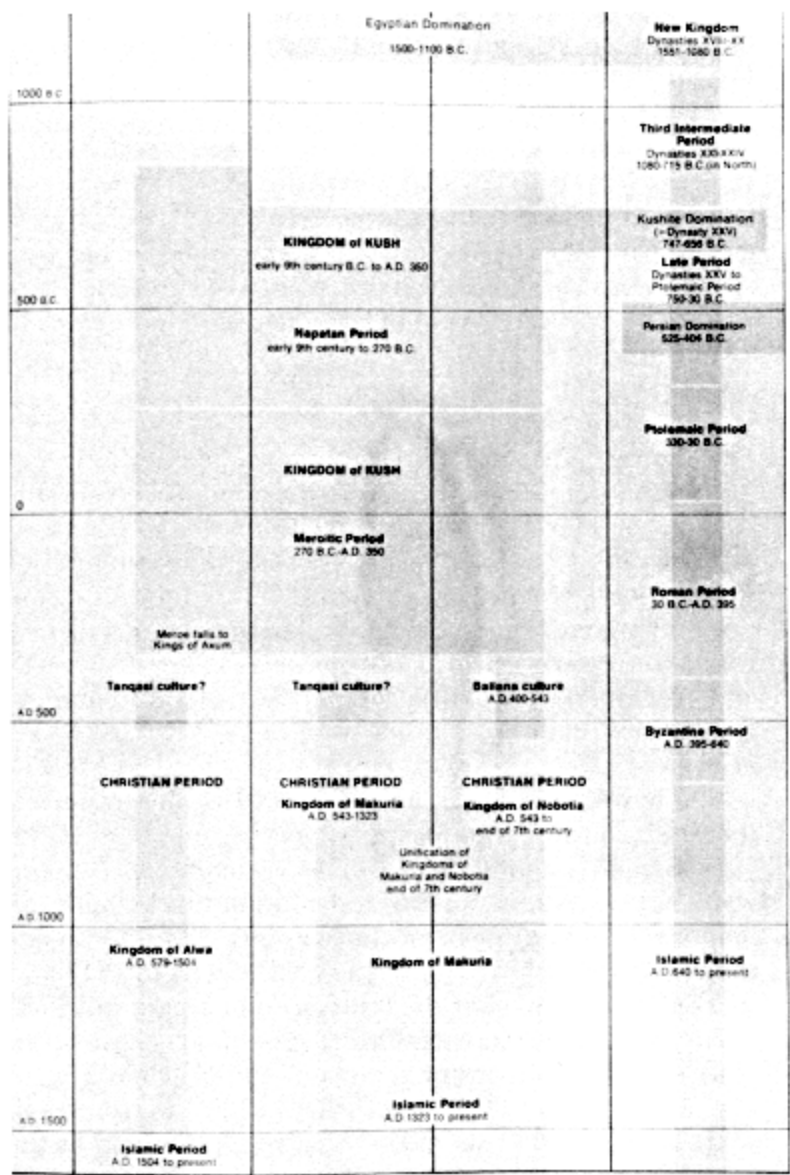 Egyptian Domination
1500-1100 B.C.
New Kingdom
Dynasties XVIII-XX
1551-1080 B.C.
1000 B.C.
Third Intermediate
Period
Dynasties XXI-XXIV
1080-715 B.C. (in North)
Kushite Domination
(=Dynasty XXV)
747-656 B.C.
KINGDOM of KUSH
early 9th century B.C. to A.D. 350
Late Period
Dynasties XXV to
Ptolemaic Period
750-30 B.C.
500 B.C.
Napatan Period
early 9th century to 270 B.C.
Persian Domination
525-404 B.C.
Ptolemaic Period
330-30 B.C.
KINGDOM of KUSH
0
Meroitic Period
270 B.C.-A.D. 350
Roman Period
30 B.C.-A.D. 395
Meroe falls to
Kings of Axum
Tanqasi culture?
Tanqasi culture?
Ballana culture
A.D. 400-543
A.D. 500
Byzantine Period
A.D. 395-640
CHRISTIAN PERIOD
CHRISTIAN PERIOD
Kingdom of Makuria
A.D. 543-1323
CHRISTIAN PERIOD
Kingdom of Nobotia
A.D. 543 to
end of 7th century
Unification of
Kingdoms of
Makuria and Nobotia
end of 7th century
A.D. 1000
Kingdom of Alwa
A.D. 579-1504
Kingdom of Makuria
Islamic Period
A.D. 640 to present
Islamic Period
A.D. 1323 to present
A.D. 1500
Islamic Period
A.D. 1504 to present